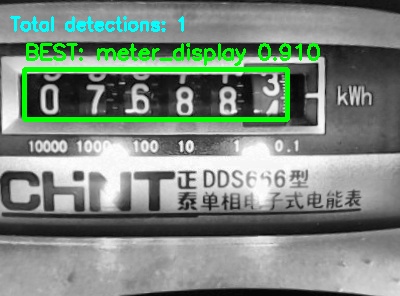 Total detections: 1
BEST: meter_display 0.910
0 7 6 8 8 3
kWh
10000 1000 100 10 1 0.1
CHNT 正泰
DDS666型
单相电子式电能表